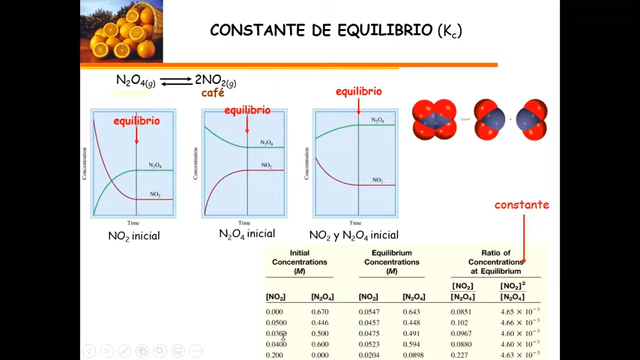 CONSTANTE DE EQUILIBRIO (Kc)
N2O4(g) 2NO2(g)
café
equilibrio
equilibrio
equilibrio
Concentration
N2O4
NO2
Time
Concentration
N2O4
NO2
Time
Concentration
N2O4
NO2
Time
NO2 inicial
N2O4 inicial
NO2 y N2O4 inicial
constante
Initial Concentrations (M) Equilibrium Concentrations (M) Ratio of Concentrations at Equilibrium
[NO2] [N2O4] [NO2] [N2O4] [NO2]/[N2O4] [NO2]²/[N2O4]
0.000 0.670 0.0547 0.643 0.0851 4.65 × 10⁻³
0.0500 0.446 0.0457 0.448 0.102 4.66 × 10⁻³
0.500 0.0475 0.491 0.0967 4.60 × 10⁻³
0.0400 0.600 0.0523 0.594 0.0880 4.60 × 10⁻³
0.200 0.000 0.0204 0.0898 0.227 4.63 × 10⁻³